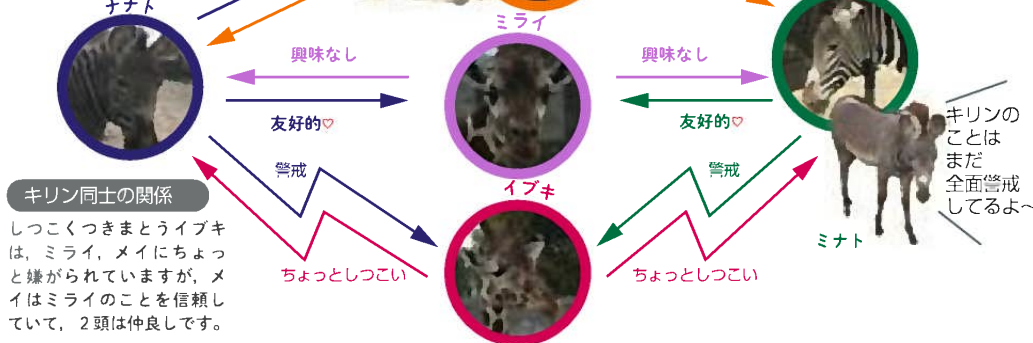 ナナト
ミライ
興味なし
興味なし
友好的♡
友好的♡
警戒
警戒
イブキ
ちょっとしつこい
ちょっとしつこい
キリンの
ことは
まだ
全面警戒
してるよ~
ミナト
キリン同士の関係
しつこくつきまとうイブキ
は，ミライ，メイにちょっ
と嫌がられていますが，メ
イはミライのことを信頼し
ていて，2頭は仲良しです。